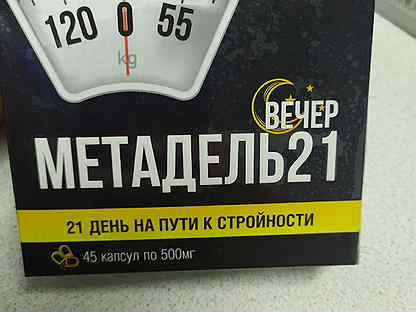 120 0 55
kg
ВЕЧЕР
МЕТАДЕЛЬ21
21 ДЕНЬ НА ПУТИ К СТРОЙНОСТИ
45 капсул по 500мг